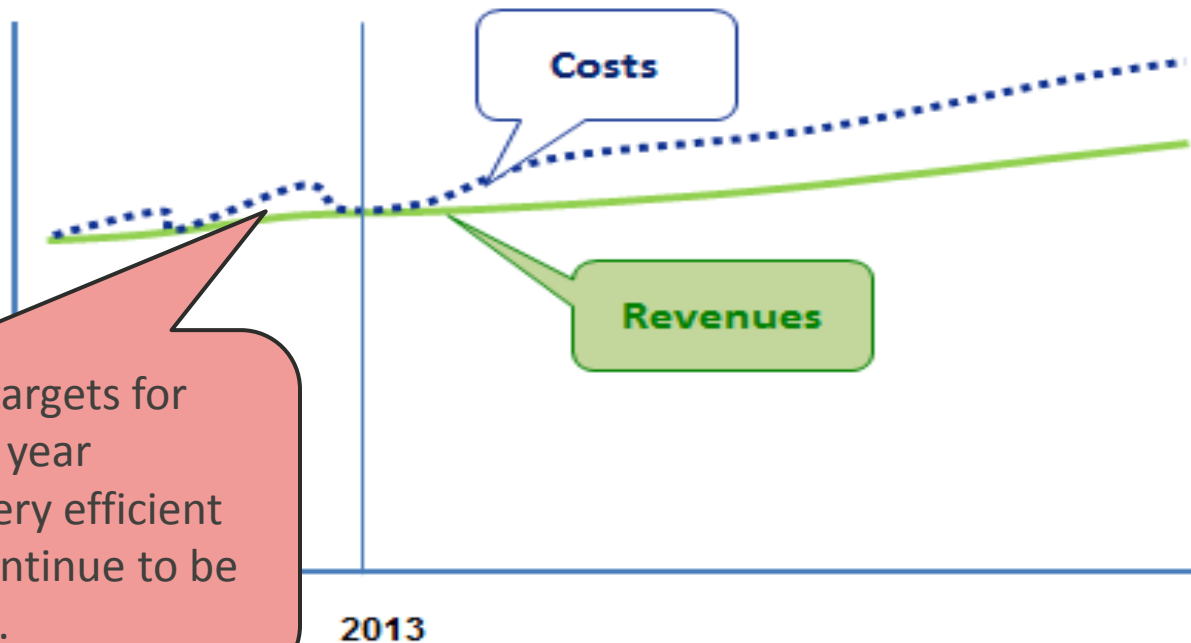 Costs
Revenues
argets for
year
ery efficient
ntinue to be
.
2013